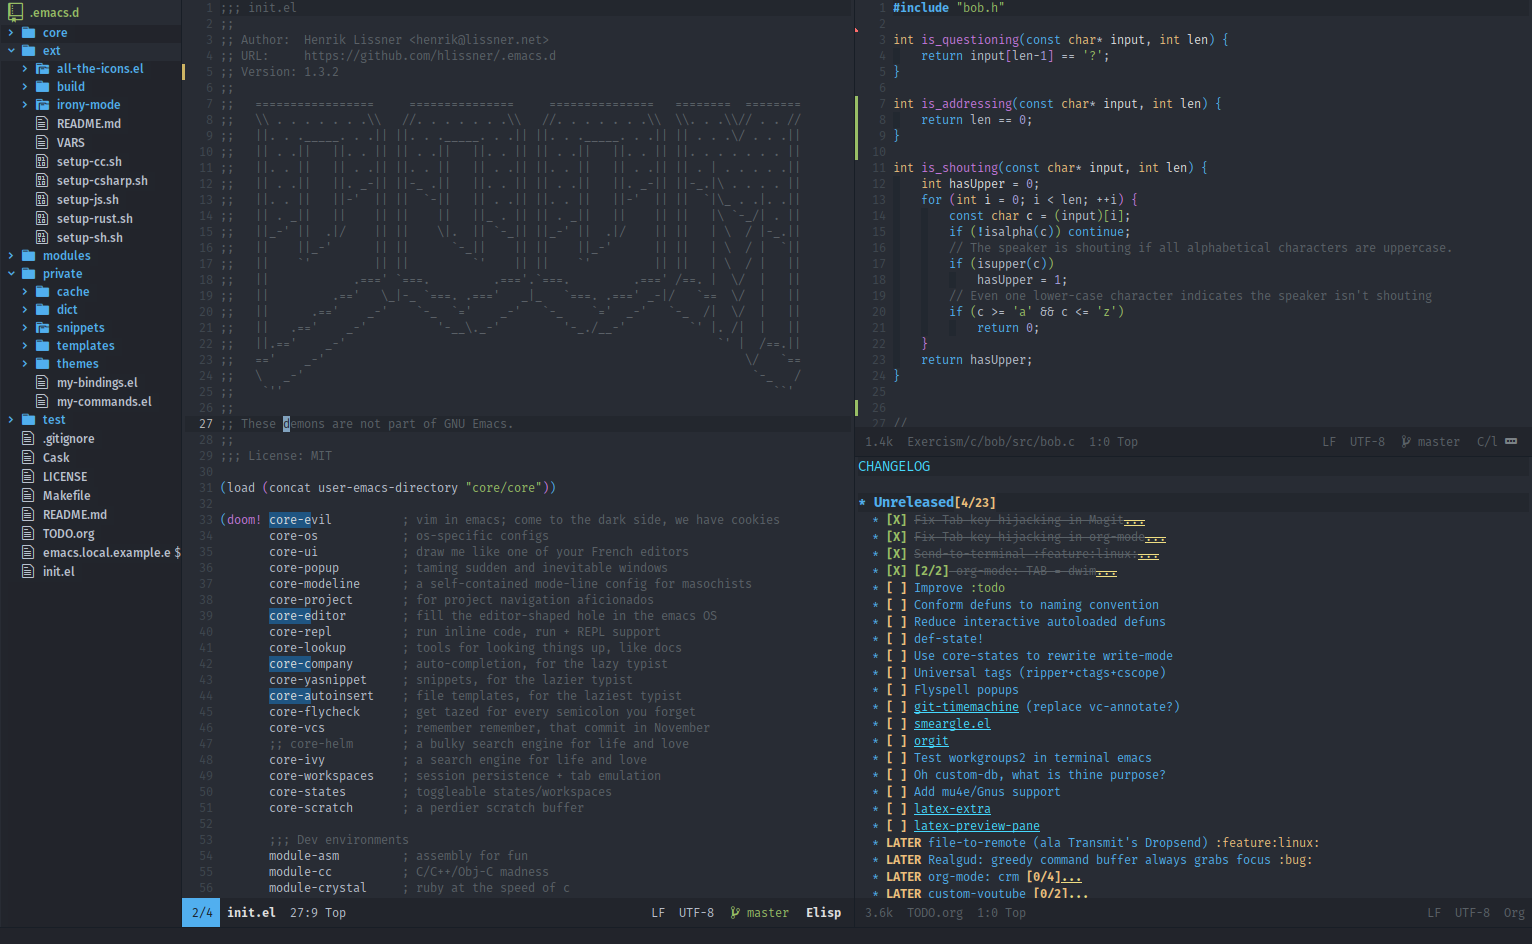 .emacs.d
core
ext
all-the-icons.el
build
irony-mode
README.md
VARS
setup-cc.sh
setup-csharp.sh
setup-js.sh
setup-rust.sh
setup-sh.sh
modules
private
cache
dict
snippets
templates
themes
my-bindings.el
my-commands.el
test
.gitignore
Cask
LICENSE
Makefile
README.md
TODO.org
emacs.local.example.e $
init.el
1 ;;; init.el
2 ;;
3 ;; Author:  Henrik Lissner <henrik@lissner.net>
4 ;; URL:     https://github.com/hlissner/.emacs.d
5 ;; Version: 1.3.2
6 ;;
7 ;;   =================     ===============     ===============   ========  ========
8 ;;   \\ . . . . . . .\\   //. . . . . . .\\   //. . . . . . .\\  \\. . .\\// . . //
9 ;;   ||. . ._____. . .|| ||. . ._____. . .|| ||. . ._____. . .|| || . . .\/ . . .||
10 ;;   || . .||   ||. . || || . .||   ||. . || || . .||   ||. . || ||. . . . . . . ||
11 ;;   ||. . ||   || . .|| ||. . ||   || . .|| ||. . ||   || . .|| || . | . . . . .||
12 ;;   || . .||   ||. _-|| ||-_ .||   ||. . || || . .||   ||. _-|| ||-_.|\ . . . . ||
13 ;;   ||. . ||   ||-'  || ||  `-||   || . .|| ||. . ||   ||-'  || ||  `|\_ . .|. .||
14 ;;   || . _||   ||    || ||    ||   ||_ . || || . _||   ||    || ||   |\ `-_/| . ||
15 ;;   ||_-' ||  .|/    || ||    \|.  || `-_|| ||_-' ||  .|/    || ||   | \  / |-_.||
16 ;;   ||    ||_-'      || ||      `-_||    || ||    ||_-'      || ||   | \  / |  `||
17 ;;   ||    `'         || ||         `'    || ||    `'         || ||   | \  / |   ||
18 ;;   ||            .===' `===.         .==='.`===.         .===' /==. |  \/  |   ||
19 ;;   ||         .=='   \_|-_ `===. .==='   _|_   `===. .===' _-|/   `==  \/  |   ||
20 ;;   ||      .=='    _-'    `-_  `='    _-'   `-_    `='  _-'   `-_  /|  \/  |   ||
21 ;;   ||   .=='    _-'          '-__\._-'         '-_./__-'         `' |. /|  |   ||
22 ;;   ||.=='    _-'                                                     `' |  /==.||
23 ;;   =='    _-'                                                            \/   `==
24 ;;   \   _-'                                                                `-_   /
25 ;;    `''                                                                      ``'
26 ;;
27 ;; These demons are not part of GNU Emacs.
28 ;;
29 ;;; License: MIT
30
31 (load (concat user-emacs-directory "core/core"))
32
33 (doom! core-evil          ; vim in emacs; come to the dark side, we have cookies
34        core-os            ; os-specific configs
35        core-ui            ; draw me like one of your French editors
36        core-popup         ; taming sudden and inevitable windows
37        core-modeline      ; a self-contained mode-line config for masochists
38        core-project       ; for project navigation aficionados
39        core-editor        ; fill the editor-shaped hole in the emacs OS
40        core-repl          ; run inline code, run + REPL support
41        core-lookup        ; tools for looking things up, like docs
42        core-company       ; auto-completion, for the lazy typist
43        core-yasnippet     ; snippets, for the lazier typist
44        core-autoinsert    ; file templates, for the laziest typist
45        core-flycheck      ; get tazed for every semicolon you forget
46        core-vcs           ; remember remember, that commit in November
47        ;; core-helm       ; a bulky search engine for life and love
48        core-ivy           ; a search engine for life and love
49        core-workspaces    ; session persistence + tab emulation
50        core-states        ; toggleable states/workspaces
51        core-scratch       ; a perdier scratch buffer
52
53        ;;; Dev environments
54        module-asm         ; assembly for fun
55        module-cc          ; C/C++/Obj-C madness
56        module-crystal     ; ruby at the speed of c
2/4 init.el 27:9 Top LF UTF-8 master Elisp
1 #include "bob.h"
2
3 int is_questioning(const char* input, int len) {
4     return input[len-1] == '?';
5 }
6
7 int is_addressing(const char* input, int len) {
8     return len == 0;
9 }
10
11 int is_shouting(const char* input, int len) {
12     int hasUpper = 0;
13     for (int i = 0; i < len; ++i) {
14         const char c = (input)[i];
15         if (!isalpha(c)) continue;
16         // The speaker is shouting if all alphabetical characters are uppercase.
17         if (isupper(c))
18             hasUpper = 1;
19         // Even one lower-case character indicates the speaker isn't shouting
20         if (c >= 'a' && c <= 'z')
21             return 0;
22     }
23     return hasUpper;
24 }
25
26
27 //
1.4k Exercism/c/bob/src/bob.c 1:0 Top LF UTF-8 master C/l
CHANGELOG
* Unreleased[4/23]
* [X] Fix Tab key hijacking in Magit...
* [X] Fix Tab key hijacking in org-mode...
* [X] Send-to-terminal :feature:linux:...
* [X] [2/2] org-mode: TAB = dwim...
* [ ] Improve :todo
* [ ] Conform defuns to naming convention
* [ ] Reduce interactive autoloaded defuns
* [ ] def-state!
* [ ] Use core-states to rewrite write-mode
* [ ] Universal tags (ripper+ctags+cscope)
* [ ] Flyspell popups
* [ ] git-timemachine (replace vc-annotate?)
* [ ] smeargle.el
* [ ] orgit
* [ ] Test workgroups2 in terminal emacs
* [ ] Oh custom-db, what is thine purpose?
* [ ] Add mu4e/Gnus support
* [ ] latex-extra
* [ ] latex-preview-pane
* LATER file-to-remote (ala Transmit's Dropsend) :feature:linux:
* LATER Realgud: greedy command buffer always grabs focus :bug:
* LATER org-mode: crm [0/4]...
* LATER custom-youtube [0/2]...
3.6k TODO.org 1:0 Top LF UTF-8 Org